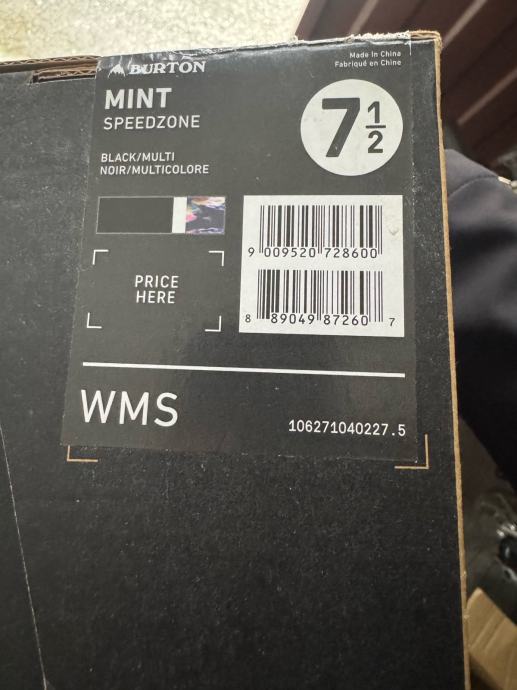 BURTON
Made In China
Fabriqué en Chine
MINT
SPEEDZONE
7 1/2
BLACK/MULTI
NOIR/MULTICOLORE
9 009520 728600
PRICE
HERE
8 89049 87260 7
WMS
106271040227.5